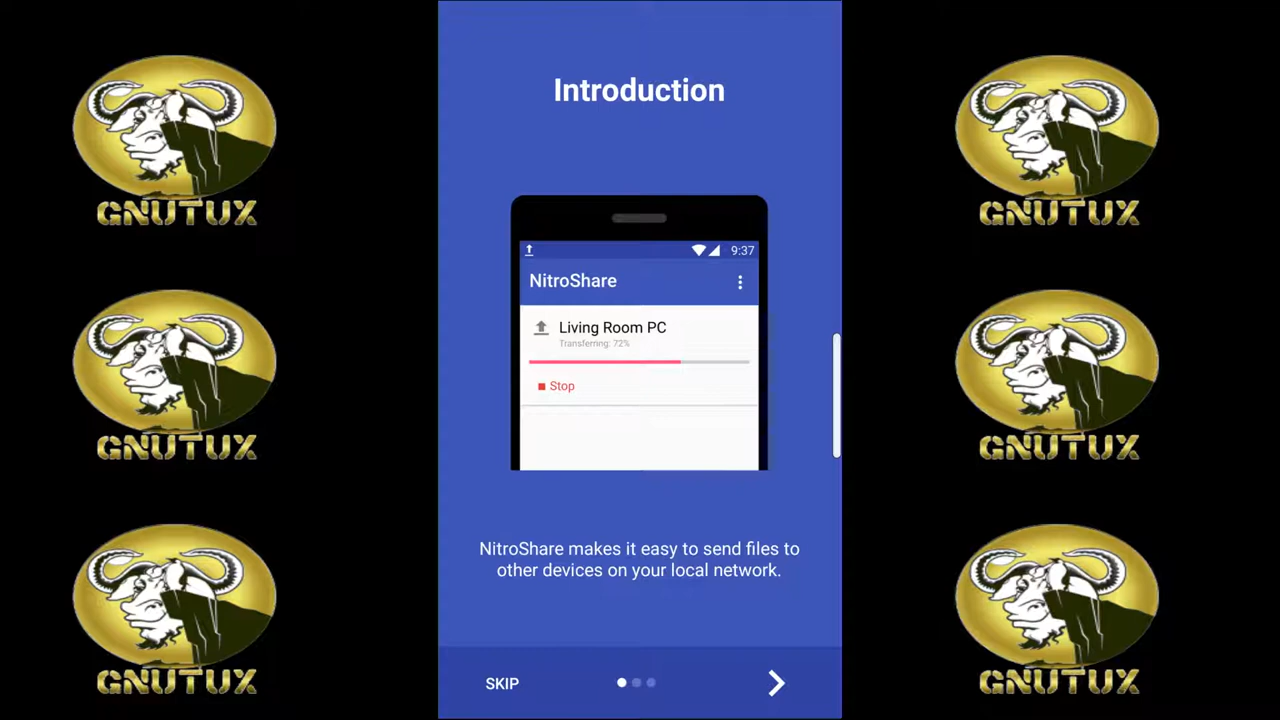 Introduction
9:37
NitroShare
Living Room PC
Transferring: 72%
Stop
NitroShare makes it easy to send files to
other devices on your local network.
SKIP
GNUTUX
GNUTUX
GNUTUX
GNUTUX
GNUTUX
GNUTUX